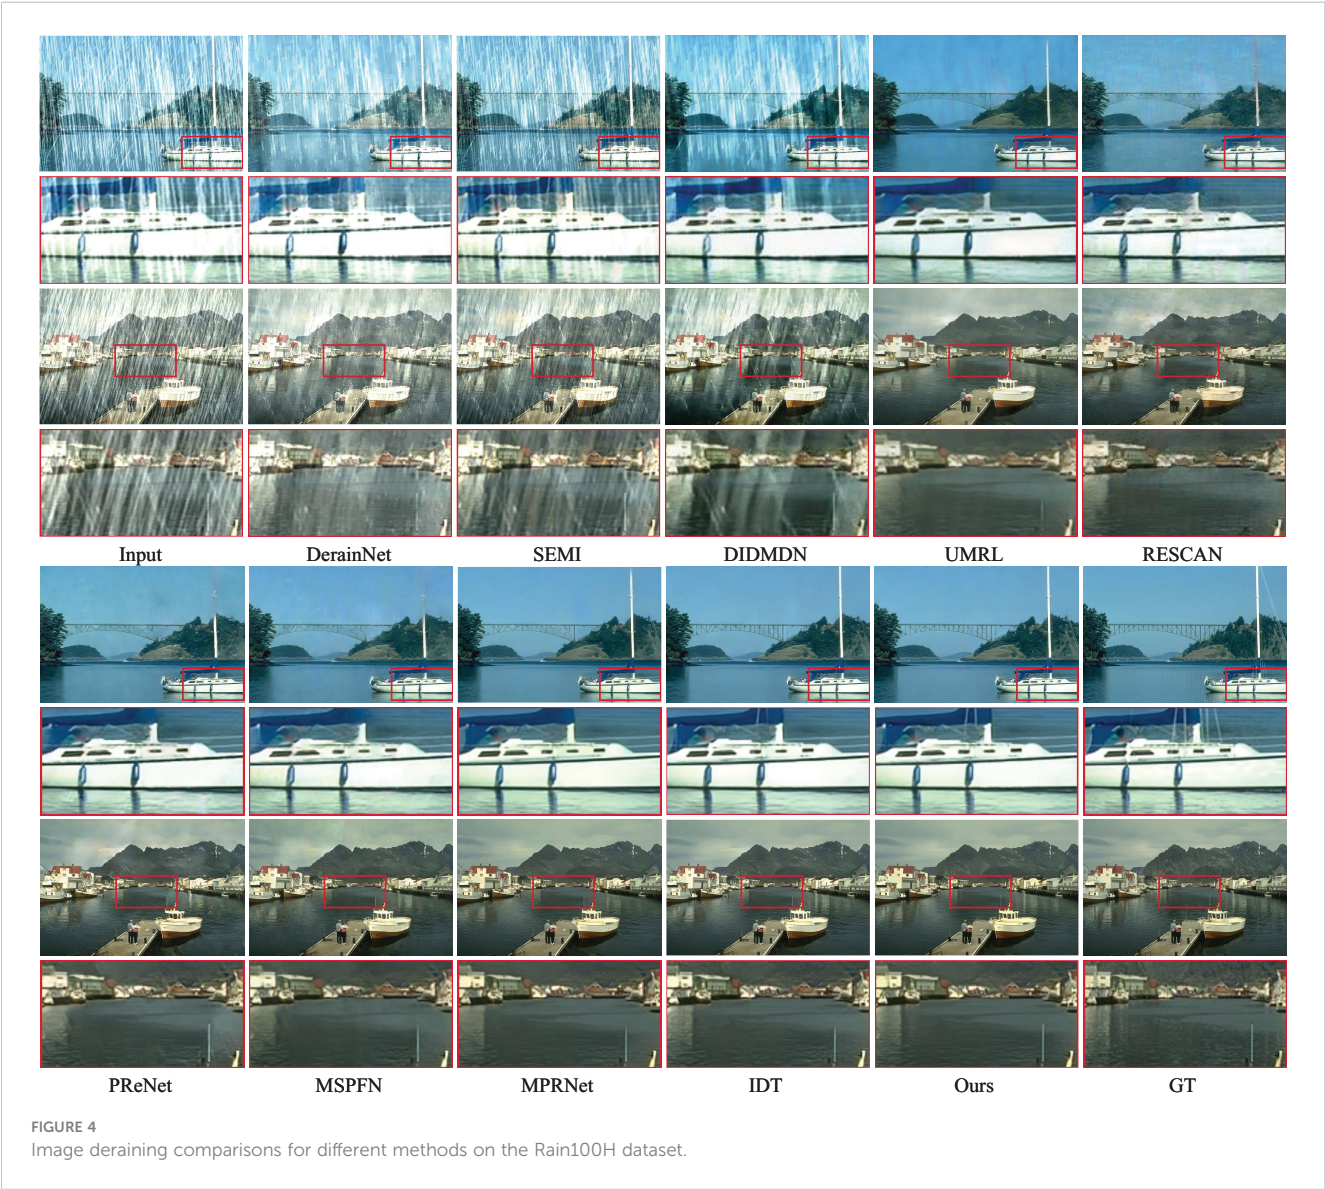 Input DerainNet SEMI DIDMDN UMRL RESCAN
PReNet MSPFN MPRNet IDT Ours GT
FIGURE 4
Image deraining comparisons for different methods on the Rain100H dataset.